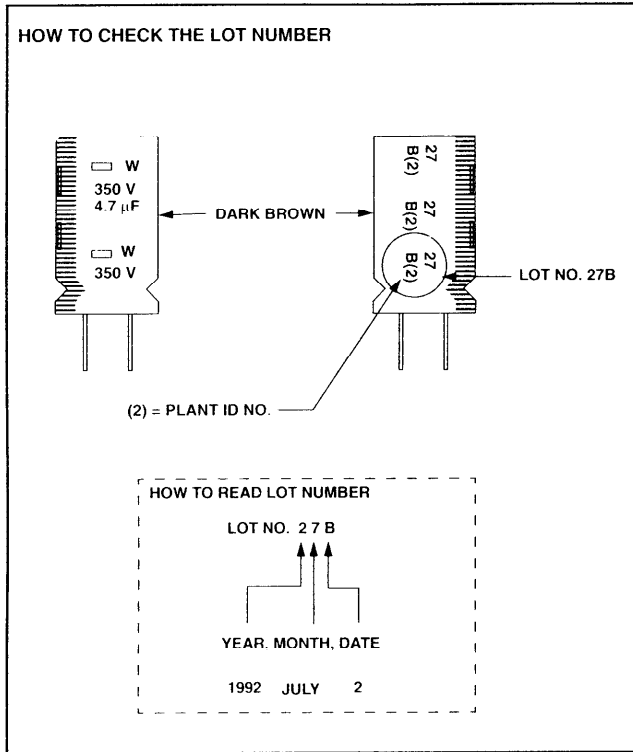 HOW TO CHECK THE LOT NUMBER
W
350 V
4.7 µF
W
350 V
DARK BROWN
27
B(2)
27
B(2)
27
B(2)
LOT NO. 27B
(2) = PLANT ID NO.
HOW TO READ LOT NUMBER
LOT NO. 2 7 B
YEAR. MONTH, DATE
1992 JULY 2